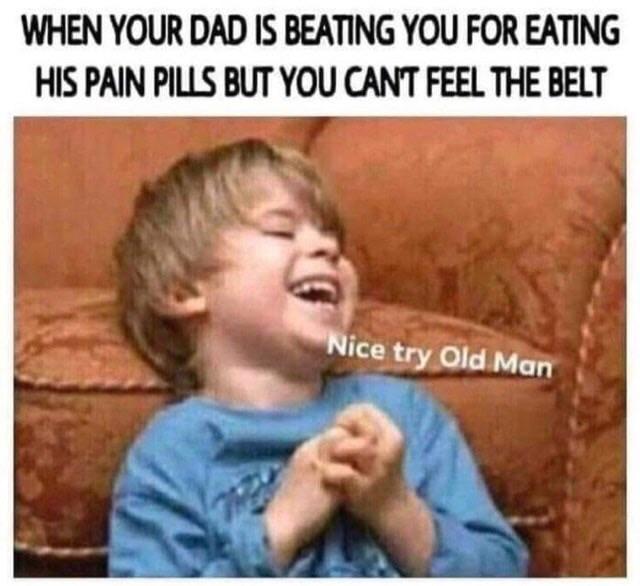 WHEN YOUR DAD IS BEATING YOU FOR EATING
HIS PAIN PILLS BUT YOU CAN'T FEEL THE BELT
Nice try Old Man